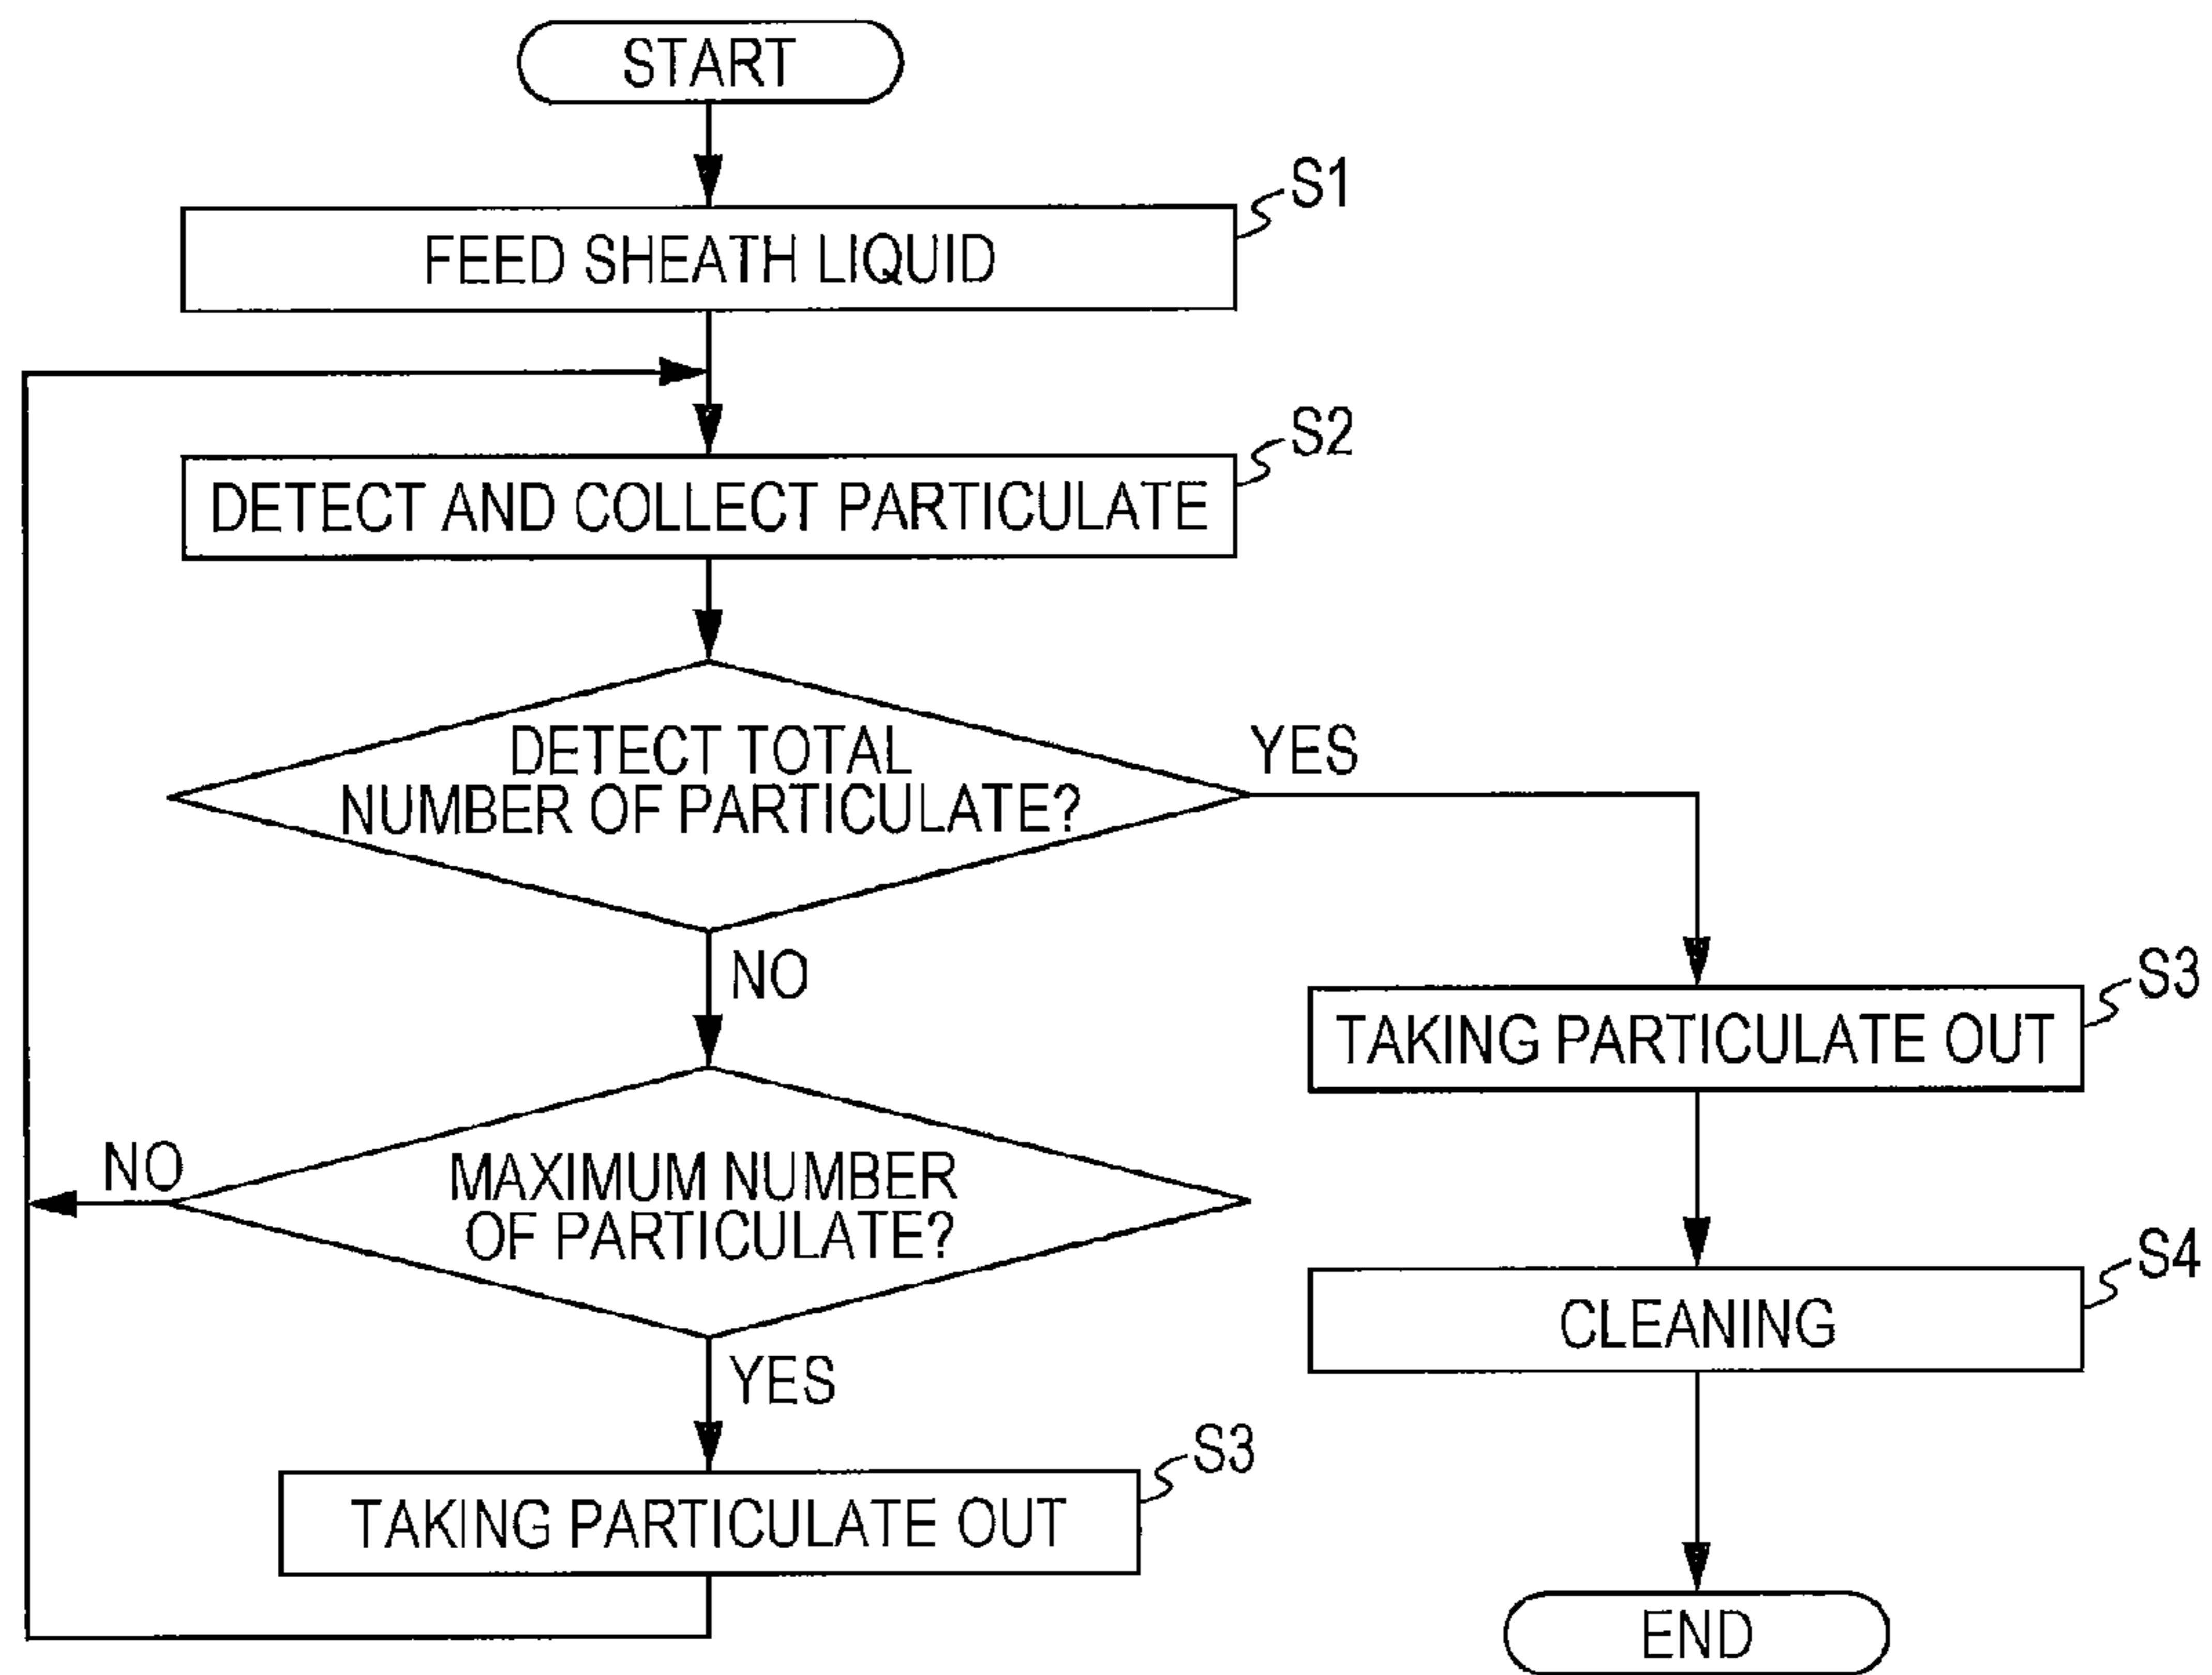 START
S1
FEED SHEATH LIQUID
S2
DETECT AND COLLECT PARTICULATE
DETECT TOTAL
NUMBER OF PARTICULATE?
YES
NO
MAXIMUM NUMBER
OF PARTICULATE?
NO
YES
S3
TAKING PARTICULATE OUT
S3
TAKING PARTICULATE OUT
S4
CLEANING
END